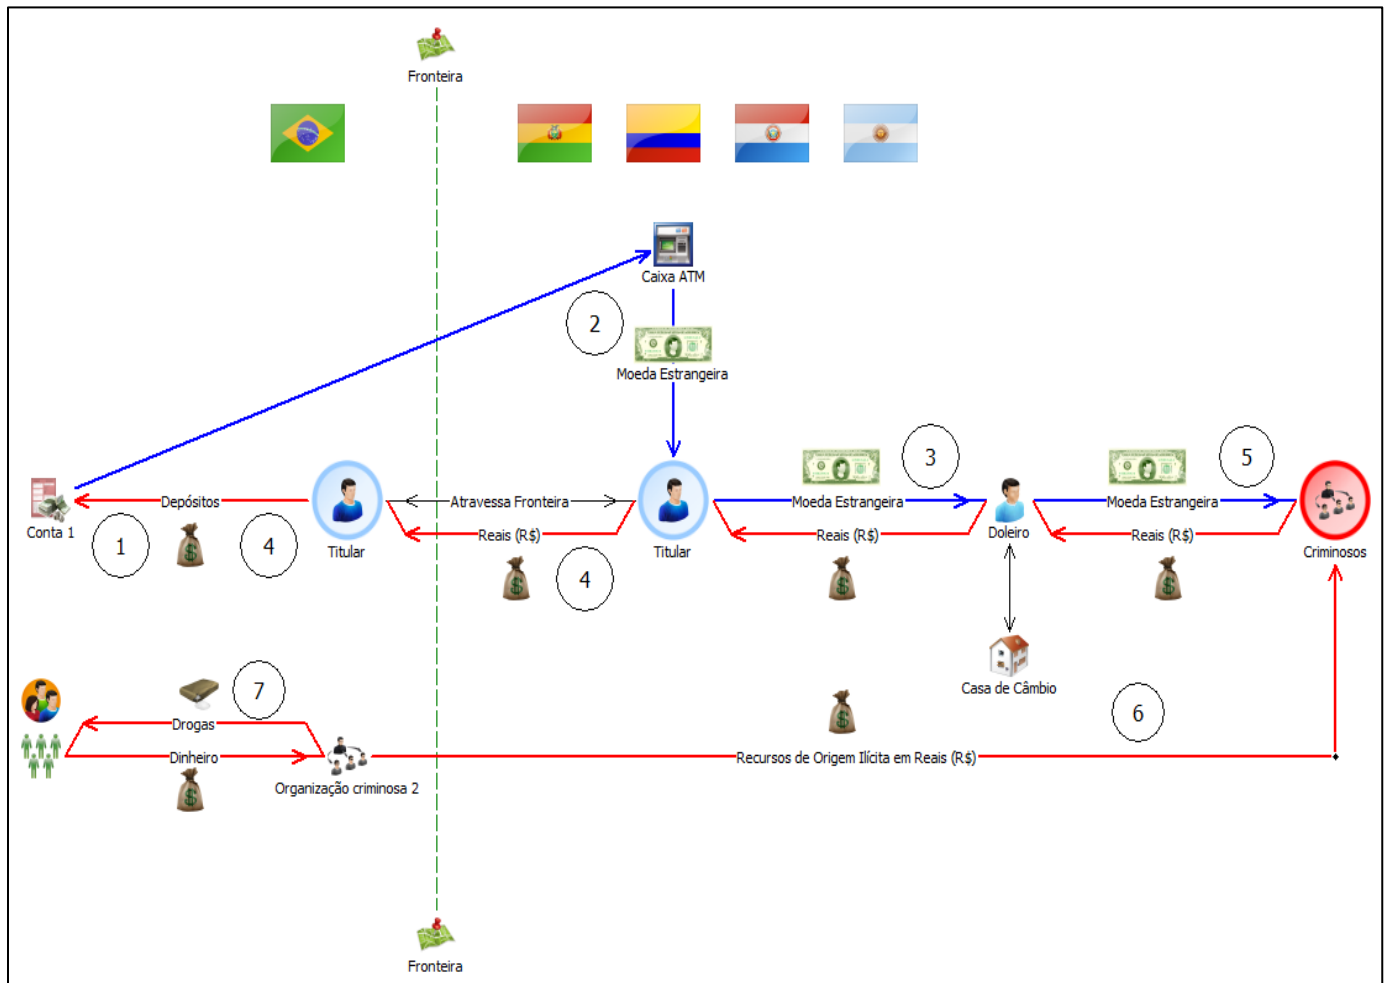 Fronteira
Caixa ATM
2
Moeda Estrangeira
3
5
Depósitos
Atravessa Fronteira
Moeda Estrangeira
Moeda Estrangeira
Conta 1
1
4
Titular
Reais (R$)
Titular
Reais (R$)
Doleiro
Reais (R$)
Criminosos
4
7
Casa de Câmbio
6
Drogas
Dinheiro
Recursos de Origem Ilícita em Reais (R$)
Organização criminosa 2
Fronteira